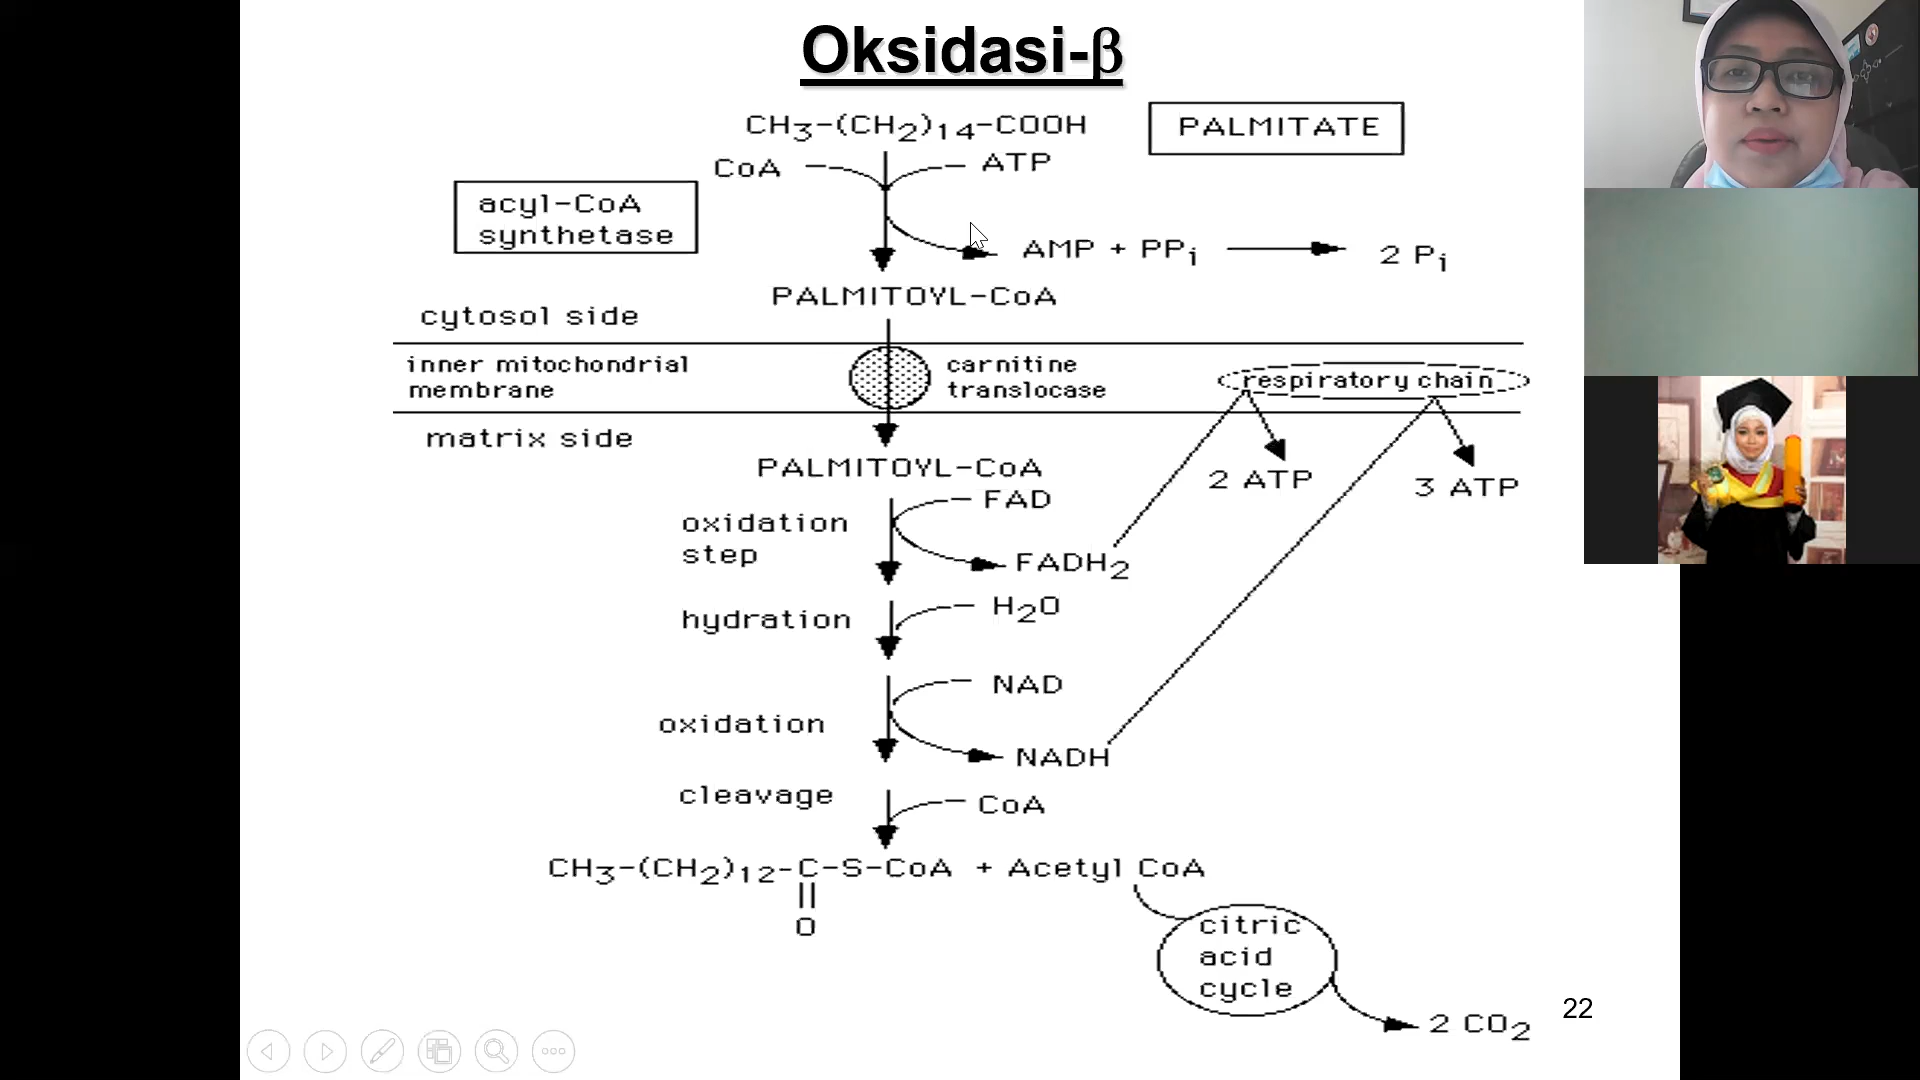 Oksidasi-β
CH3-(CH2)14-COOH
PALMITATE
CoA
ATP
acyl-CoA
synthetase
AMP + PPi
2 Pi
PALMITOYL-CoA
cytosol side
inner mitochondrial
membrane
carnitine
translocase
respiratory chain
matrix side
PALMITOYL-CoA
2 ATP
3 ATP
FAD
oxidation
step
FADH2
H2O
hydration
NAD
oxidation
NADH
cleavage
CoA
CH3-(CH2)12-C-S-CoA + Acetyl CoA
O
citric
acid
cycle
2 CO2
22